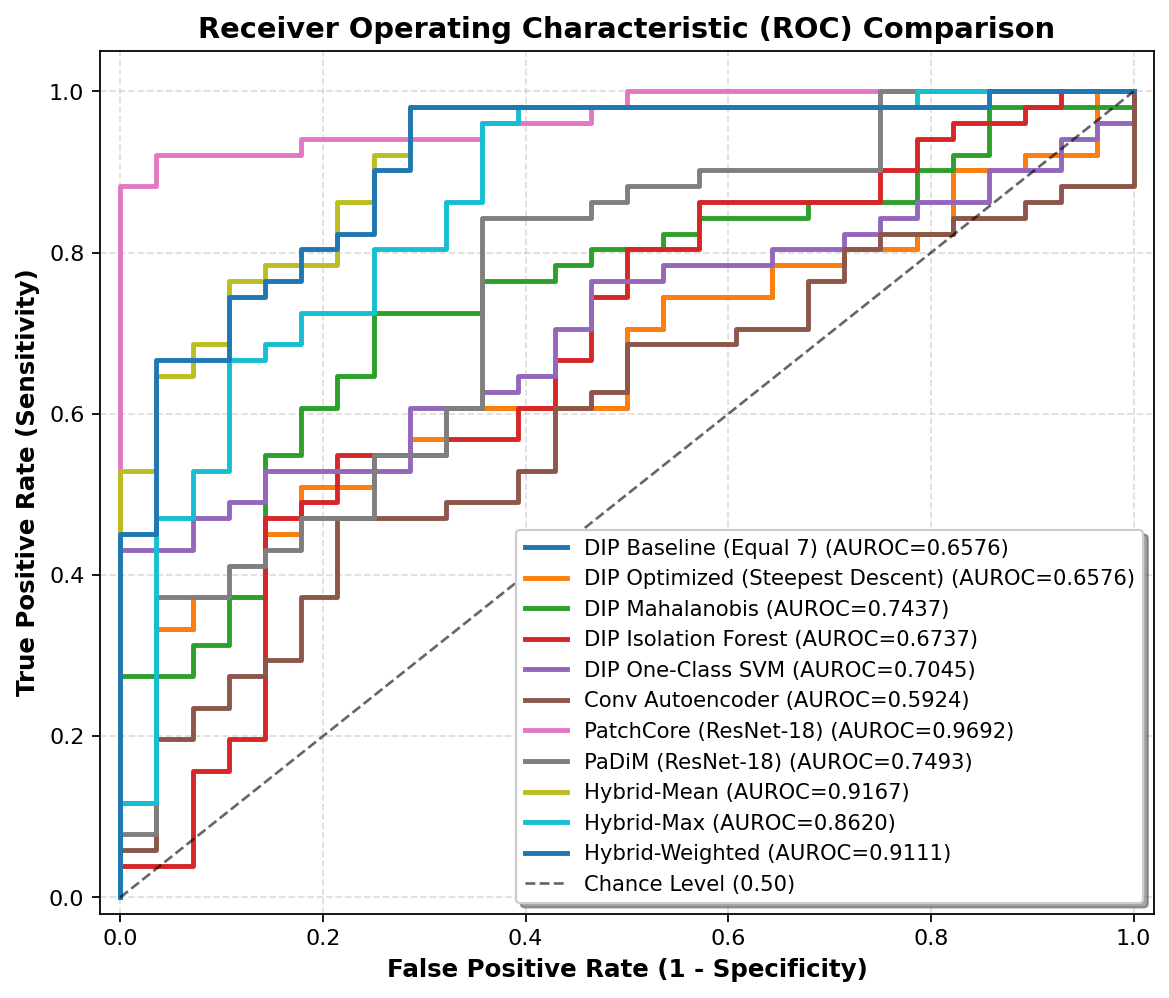 Receiver Operating Characteristic (ROC) Comparison
True Positive Rate (Sensitivity)
1.0
0.8
0.6
0.4
0.2
0.0
DIP Baseline (Equal 7) (AUROC=0.6576)
DIP Optimized (Steepest Descent) (AUROC=0.6576)
DIP Mahalanobis (AUROC=0.7437)
DIP Isolation Forest (AUROC=0.6737)
DIP One-Class SVM (AUROC=0.7045)
Conv Autoencoder (AUROC=0.5924)
PatchCore (ResNet-18) (AUROC=0.9692)
PaDiM (ResNet-18) (AUROC=0.7493)
Hybrid-Mean (AUROC=0.9167)
Hybrid-Max (AUROC=0.8620)
Hybrid-Weighted (AUROC=0.9111)
Chance Level (0.50)
0.0 0.2 0.4 0.6 0.8 1.0
False Positive Rate (1 - Specificity)